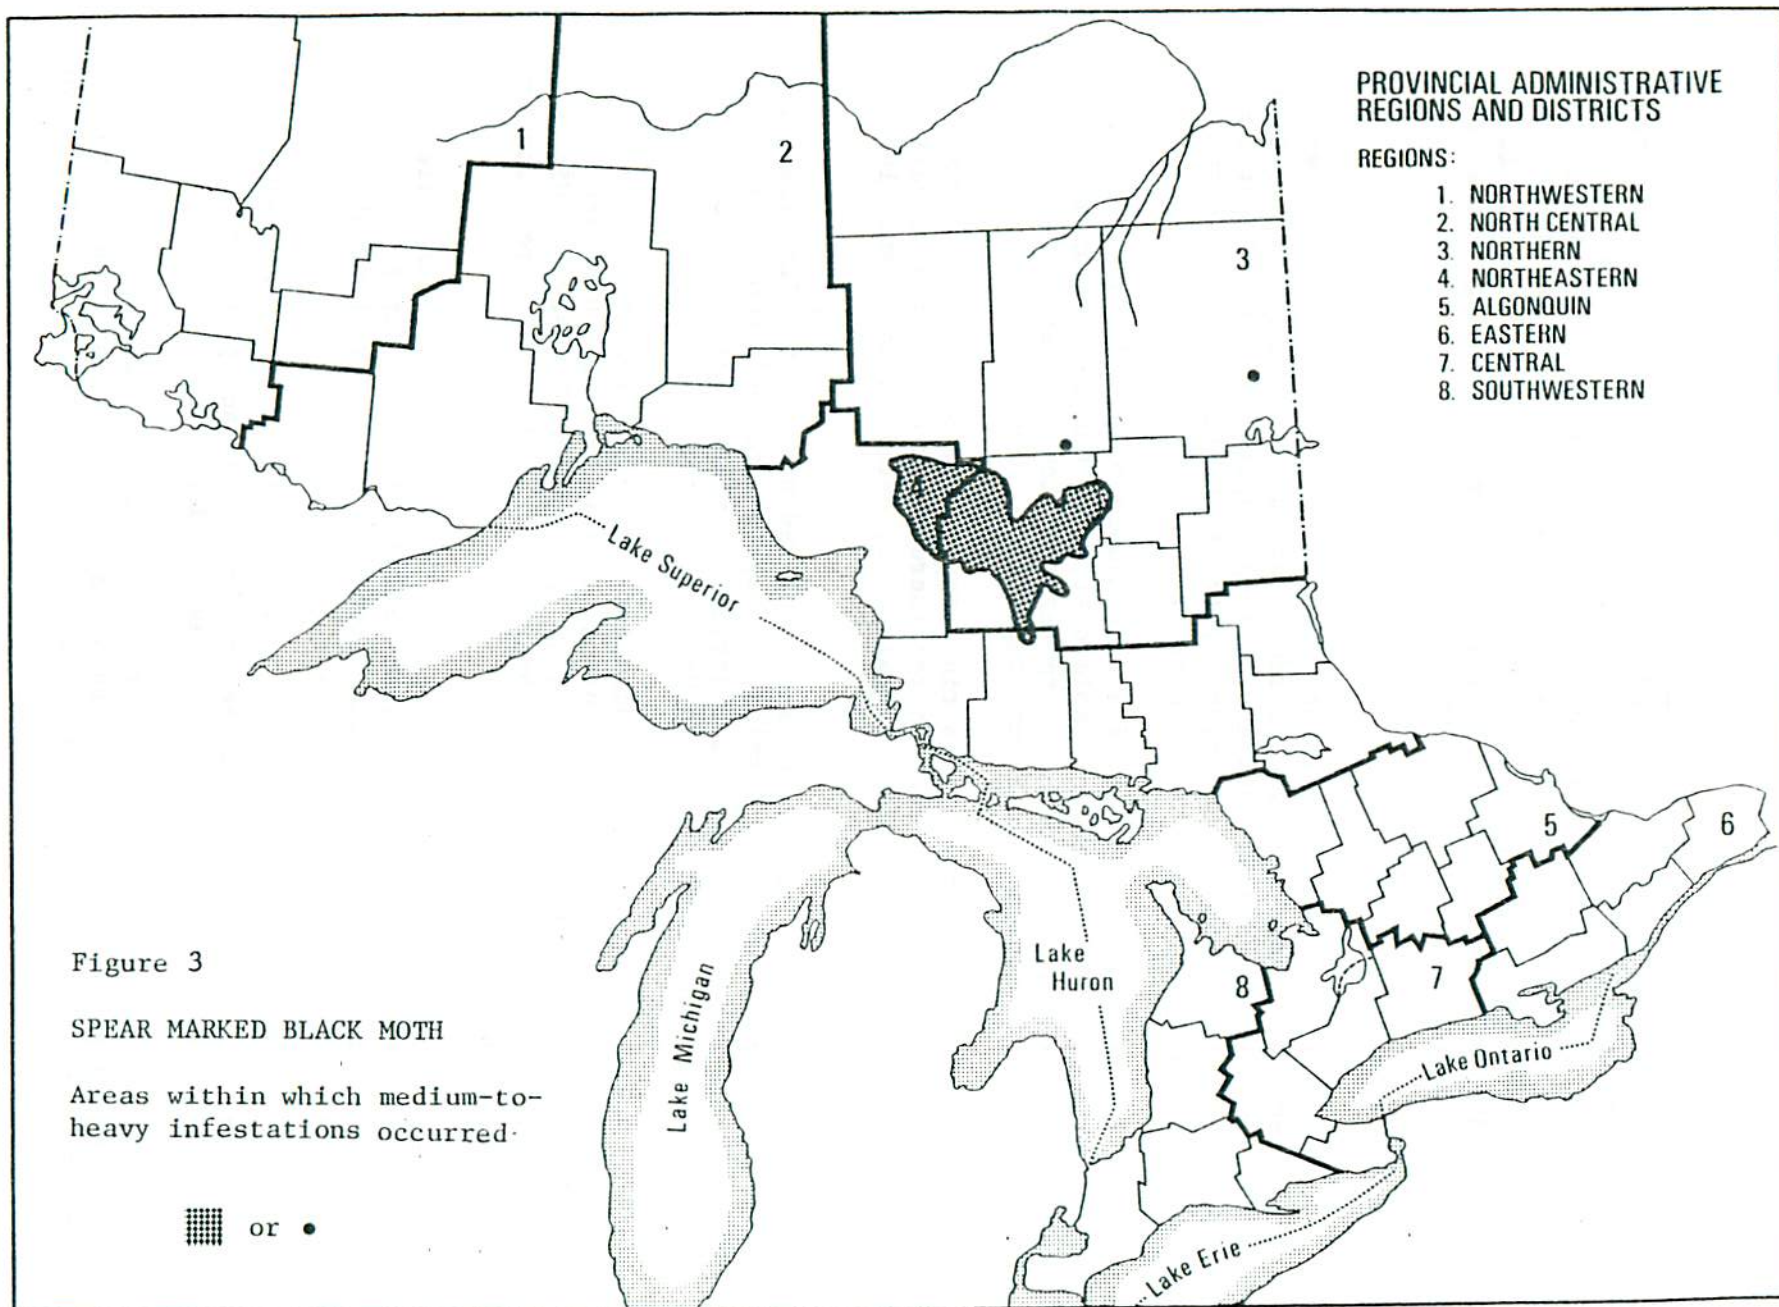 PROVINCIAL ADMINISTRATIVE
REGIONS AND DISTRICTS
REGIONS:
1. NORTHWESTERN
2. NORTH CENTRAL
3. NORTHERN
4. NORTHEASTERN
5. ALGONQUIN
6. EASTERN
7. CENTRAL
8. SOUTHWESTERN
1
2
3
4
Lake Superior
5
6
Lake Michigan
Lake
Huron
8
7
Lake Ontario
Lake Erie
Figure 3
SPEAR MARKED BLACK MOTH
Areas within which medium-to-
heavy infestations occurred
or